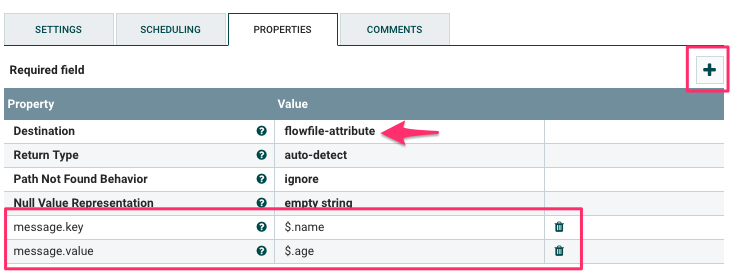 SETTINGS SCHEDULING PROPERTIES COMMENTS
Required field
Property Value
Destination flowfile-attribute
Return Type auto-detect
Path Not Found Behavior ignore
Null Value Representation empty string
message.key $.name
message.value $.age